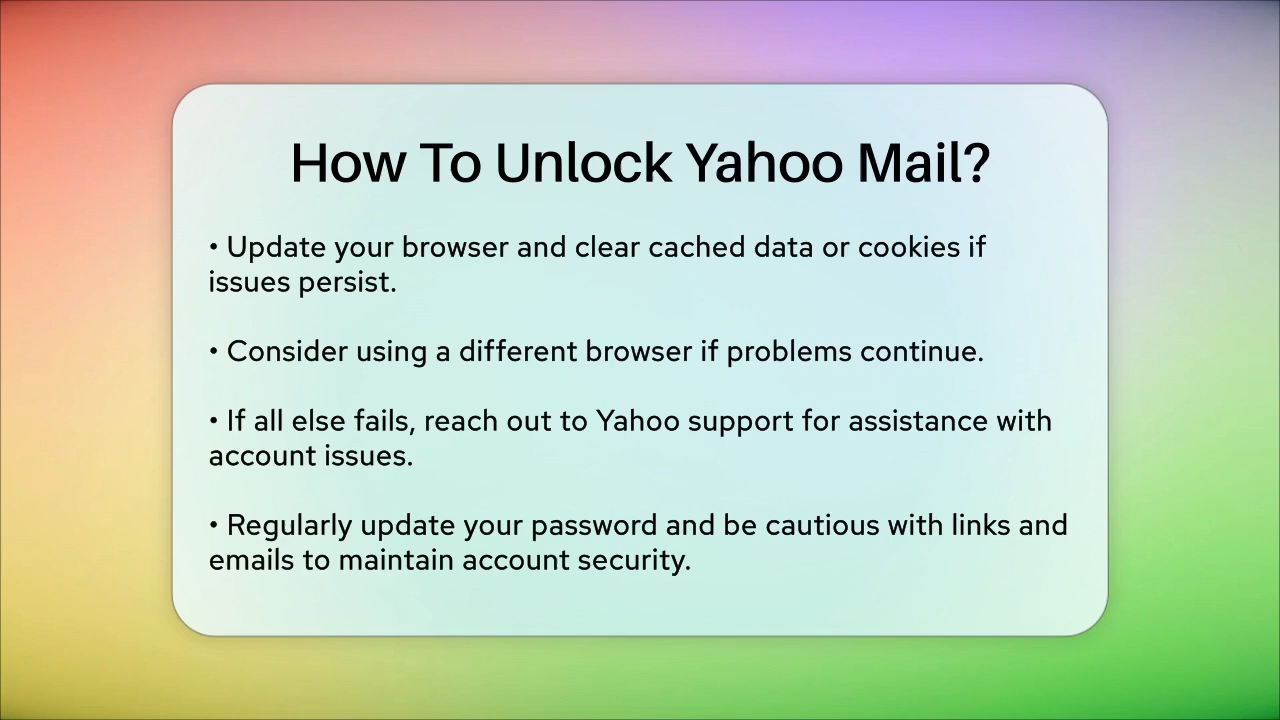 How To Unlock Yahoo Mail?
• Update your browser and clear cached data or cookies if
issues persist.
• Consider using a different browser if problems continue.
• If all else fails, reach out to Yahoo support for assistance with
account issues.
• Regularly update your password and be cautious with links and
emails to maintain account security.